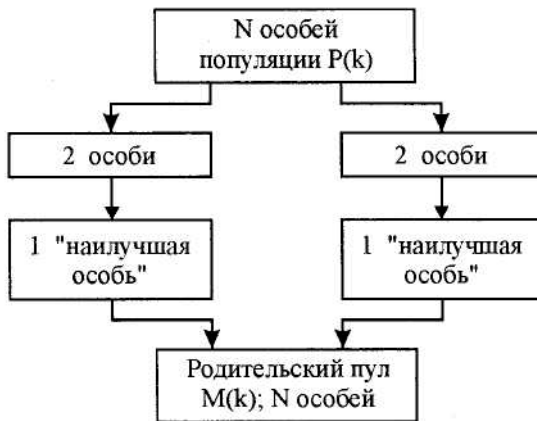 N особей
популяции P(k)
2 особи
2 особи
1 "наилучшая
особь"
1 "наилучшая
особь"
Родительский пул
M(k); N особей